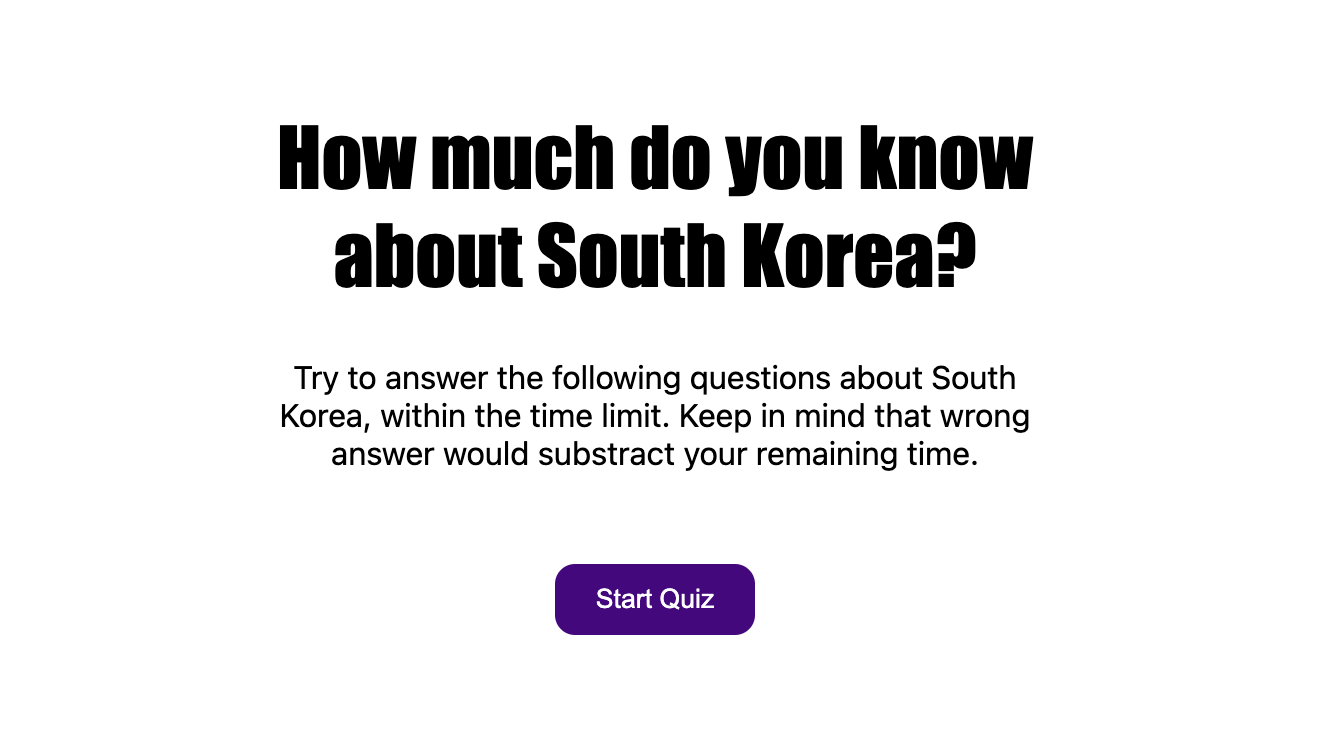 How much do you know
about South Korea?
Try to answer the following questions about South
Korea, within the time limit. Keep in mind that wrong
answer would substract your remaining time.
Start Quiz